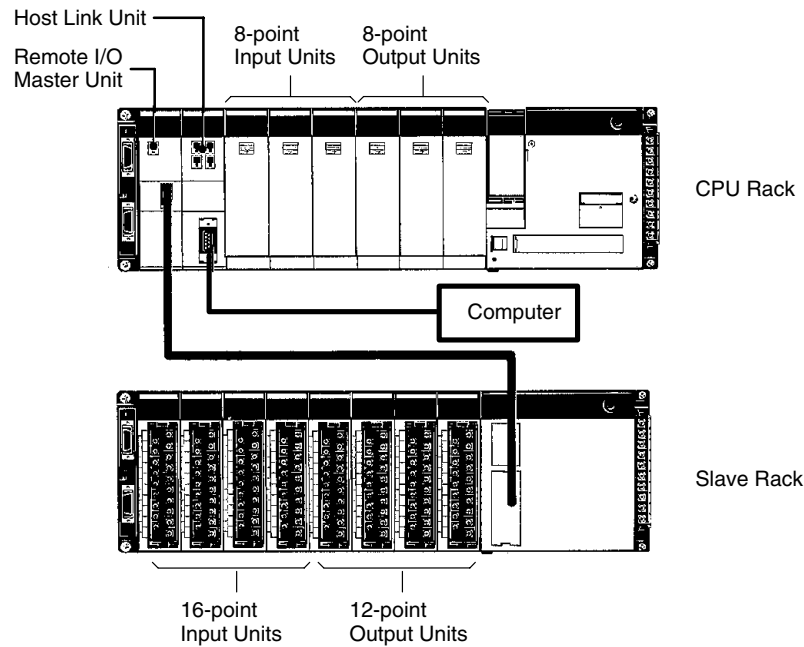 Host Link Unit
Remote I/O
Master Unit
8-point
Input Units
8-point
Output Units
CPU Rack
Computer
Slave Rack
16-point
Input Units
12-point
Output Units